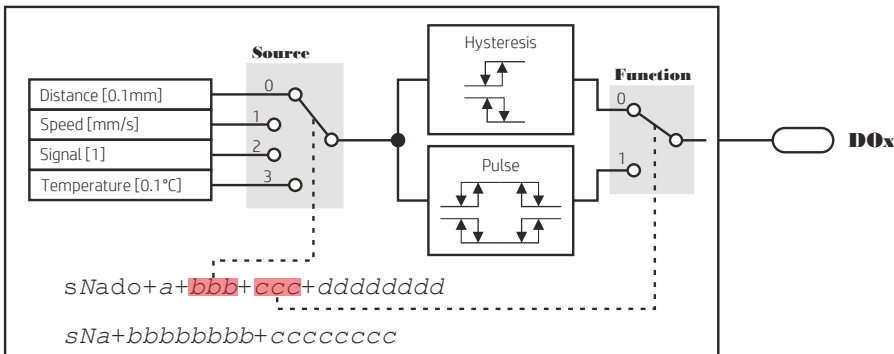 Source
0
Distance [0.1mm]
1
Speed [mm/s]
2
Signal [1]
3
Temperature [0.1°C]
Hysteresis
Pulse
Function
0
1
DOx
sNado+a+bbb+ccc+dddddddd
sNa+bbbbbbbb+cccccccc